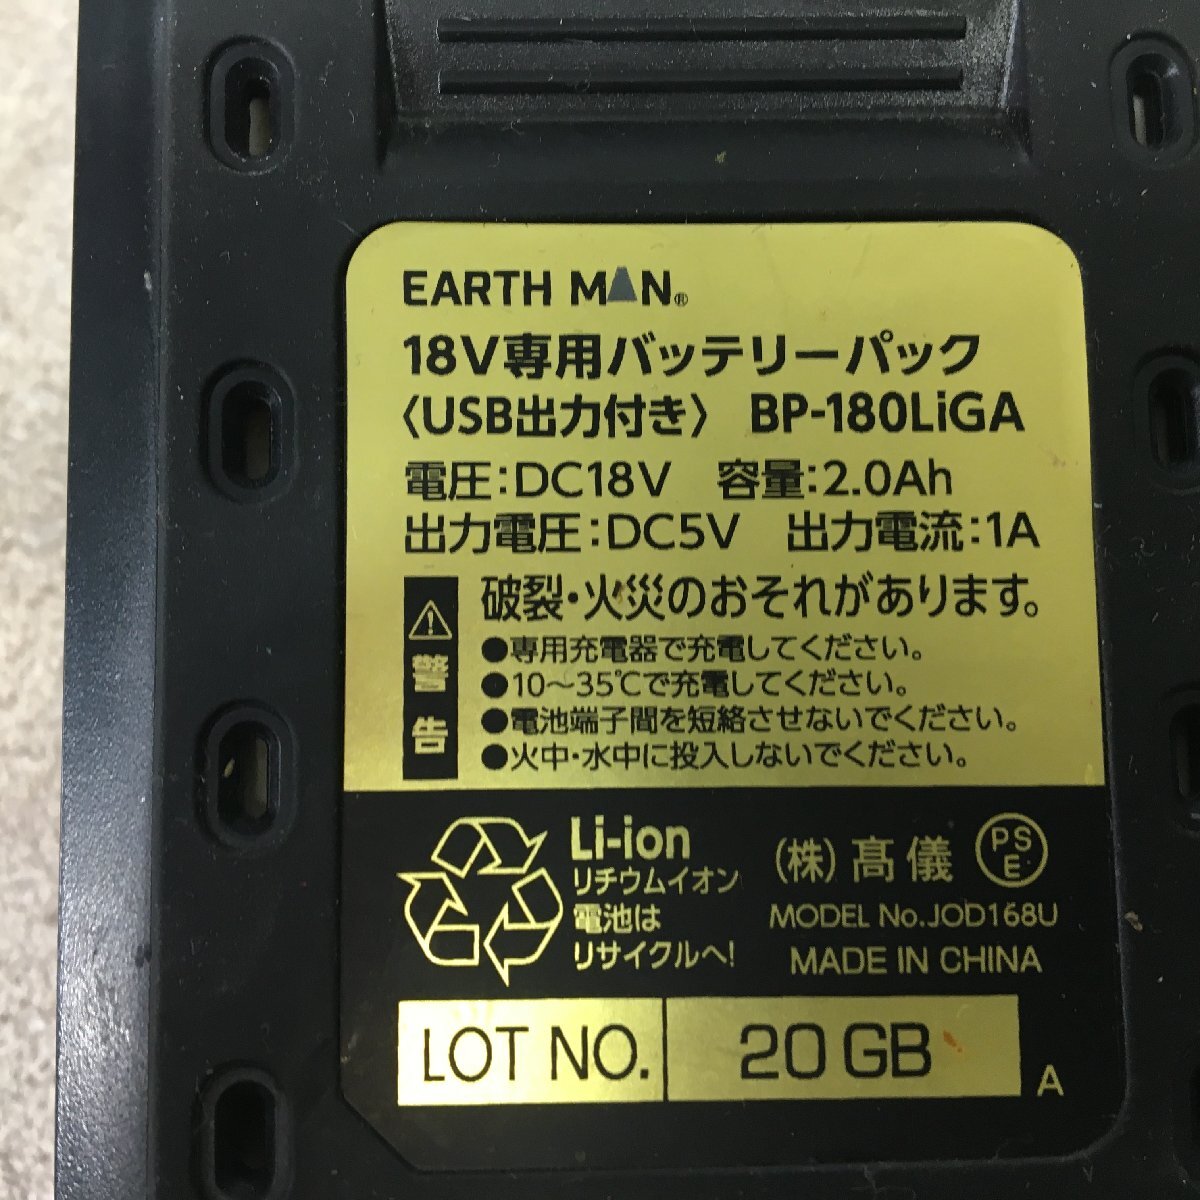 EARTH MAN®
18V専用バッテリーパック
〈USB出力付き〉 BP-180LiGA
電圧:DC18V 容量:2.0Ah
出力電圧:DC5V 出力電流:1A
警告
破裂・火災のおそれがあります。
●専用充電器で充電してください。
●10〜35℃で充電してください。
●電池端子間を短絡させないでください。
●火中・水中に投入しないでください。
Li-ion
リチウムイオン
電池は
リサイクルへ!
(株)髙儀 PSE
MODEL No.JOD168U
MADE IN CHINA
LOT NO. 20 GB
A